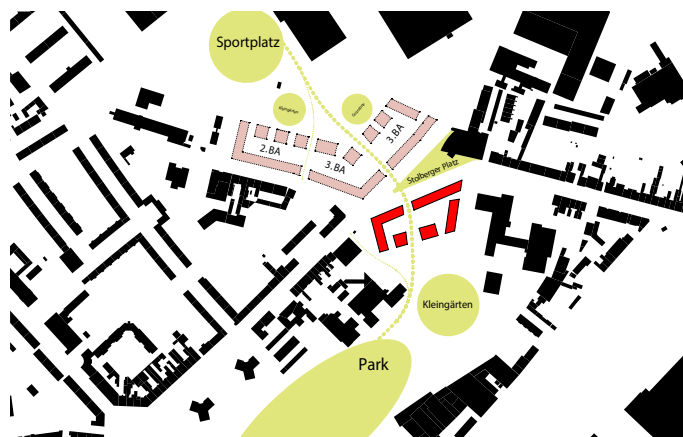 Sportplatz
2.BA
3.BA
3.BA
Stolberger Platz
Kleingärten
Park